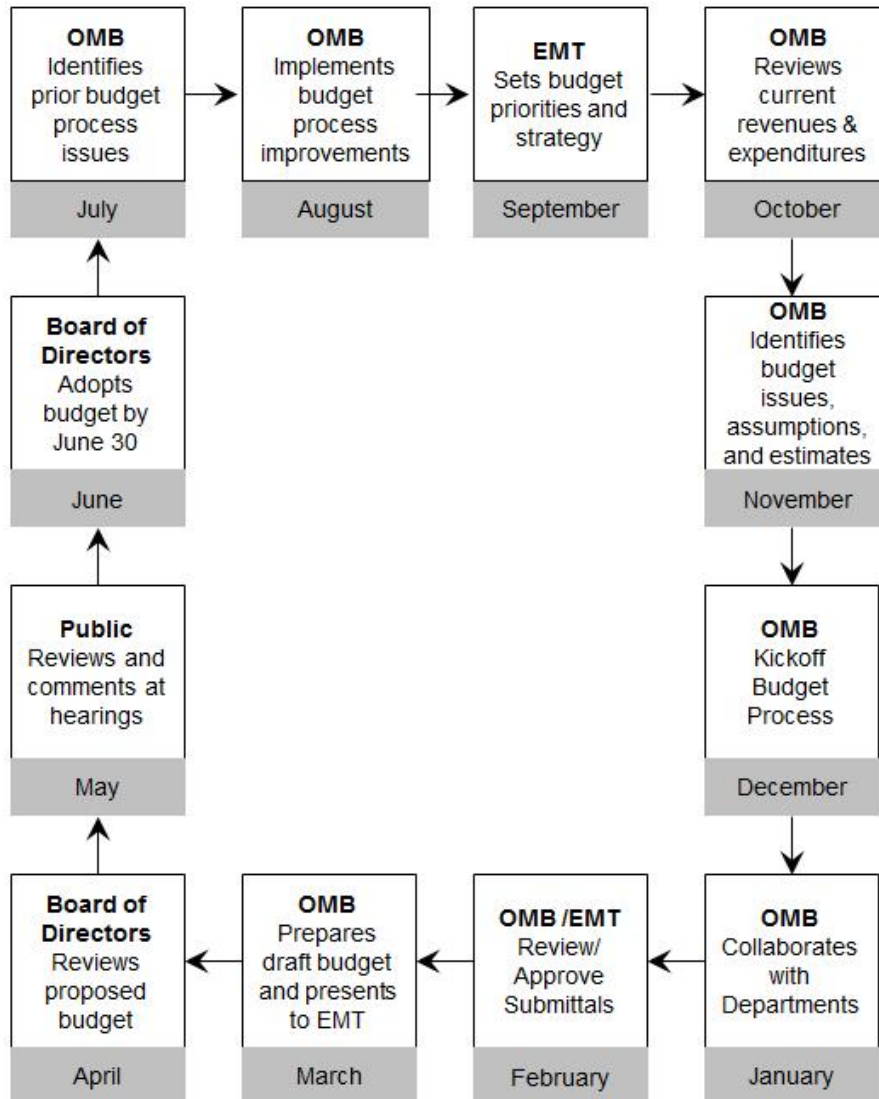 OMB
Identifies
prior budget
process
issues
July
OMB
Implements
budget
process
improvements
August
EMT
Sets budget
priorities and
strategy
September
OMB
Reviews
current
revenues &
expenditures
October
OMB
Identifies
budget
issues,
assumptions,
and estimates
November
OMB
Kickoff
Budget
Process
December
OMB
Collaborates
with
Departments
January
OMB /EMT
Review/
Approve
Submittals
February
OMB
Prepares
draft budget
and presents
to EMT
March
Board of
Directors
Reviews
proposed
budget
April
Public
Reviews and
comments at
hearings
May
Board of
Directors
Adopts
budget by
June 30
June